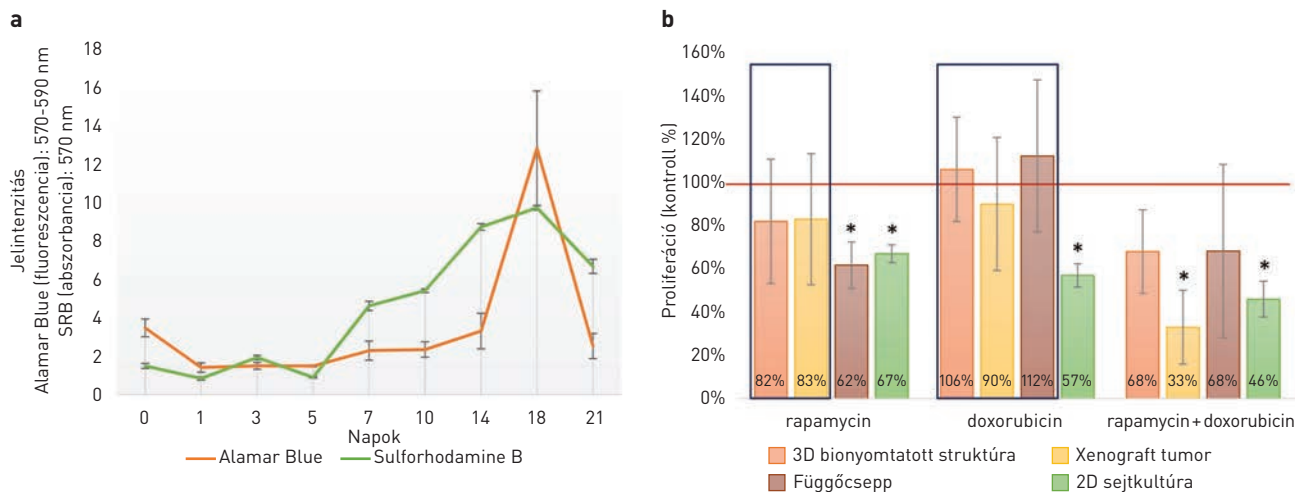 a
Jelintenzitás
Alamar Blue (fluoreszcencia): 570-590 nm
SRB (abszorbancia): 570 nm
18
16
14
12
10
8
6
4
2
0
0 1 3 5 7 10 14 18 21
Napok
Alamar Blue Sulforhodamine B
b
Proliferáció (kontroll %)
160%
140%
120%
100%
80%
60%
40%
20%
0%
* * * * *
82% 83% 62% 67% 106% 90% 112% 57% 68% 33% 68% 46%
rapamycin doxorubicin rapamycin+doxorubicin
3D bionyomtatott struktúra Xenograft tumor
Függőcsepp 2D sejtkultúra